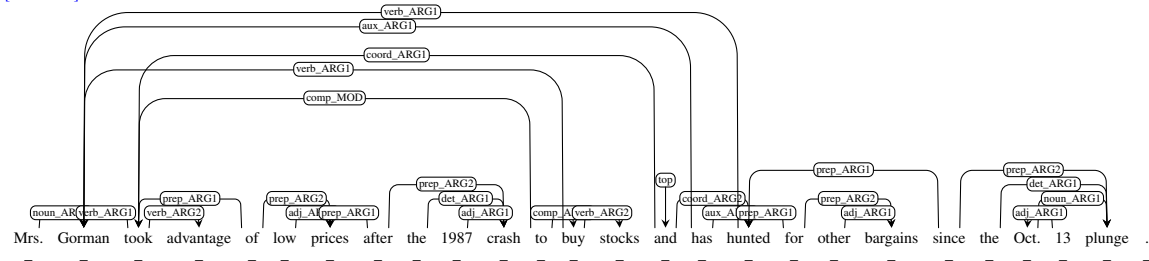 verb_ARG1
aux_ARG1
coord_ARG1
verb_ARG1
comp_MOD
prep_ARG1
prep_ARG2
top
prep_ARG2
det_ARG1
prep_ARG1 prep_ARG2 coord_ARG2 prep_ARG2 noun_ARG1
noun_AR verb_ARG1 verb_ARG2 adj_A prep_ARG1 adj_ARG1 comp_A verb_ARG2 aux_A prep_ARG1 adj_ARG1 adj_ARG1
det_ARG1
Mrs. Gorman took advantage of low prices after the 1987 crash to buy stocks and has hunted for other bargains since the Oct. 13 plunge .